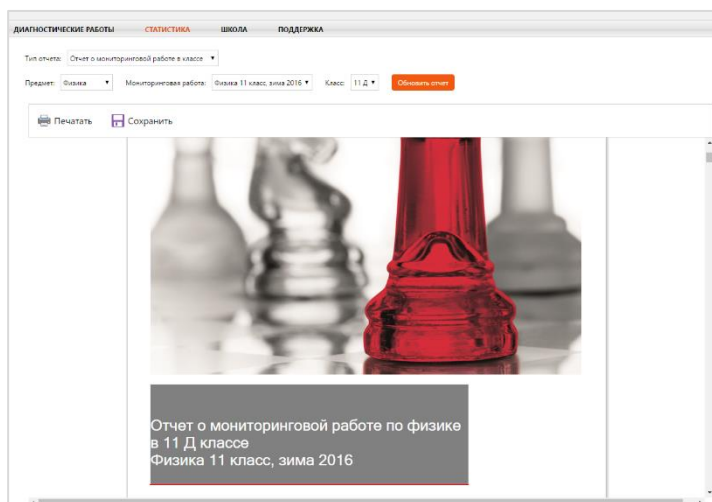 ДИАГНОСТИЧЕСКИЕ РАБОТЫ СТАТИСТИКА ШКОЛА ПОДДЕРЖКА
Тип отчета: Отчет о мониторинговой работе в классе
Предмет: Физика Мониторинговая работа: Физика 11 класс, зима 2016 Класс: 11 Д Обновить отчет
Печатать Сохранить
Отчет о мониторинговой работе по физике
в 11 Д классе
Физика 11 класс, зима 2016